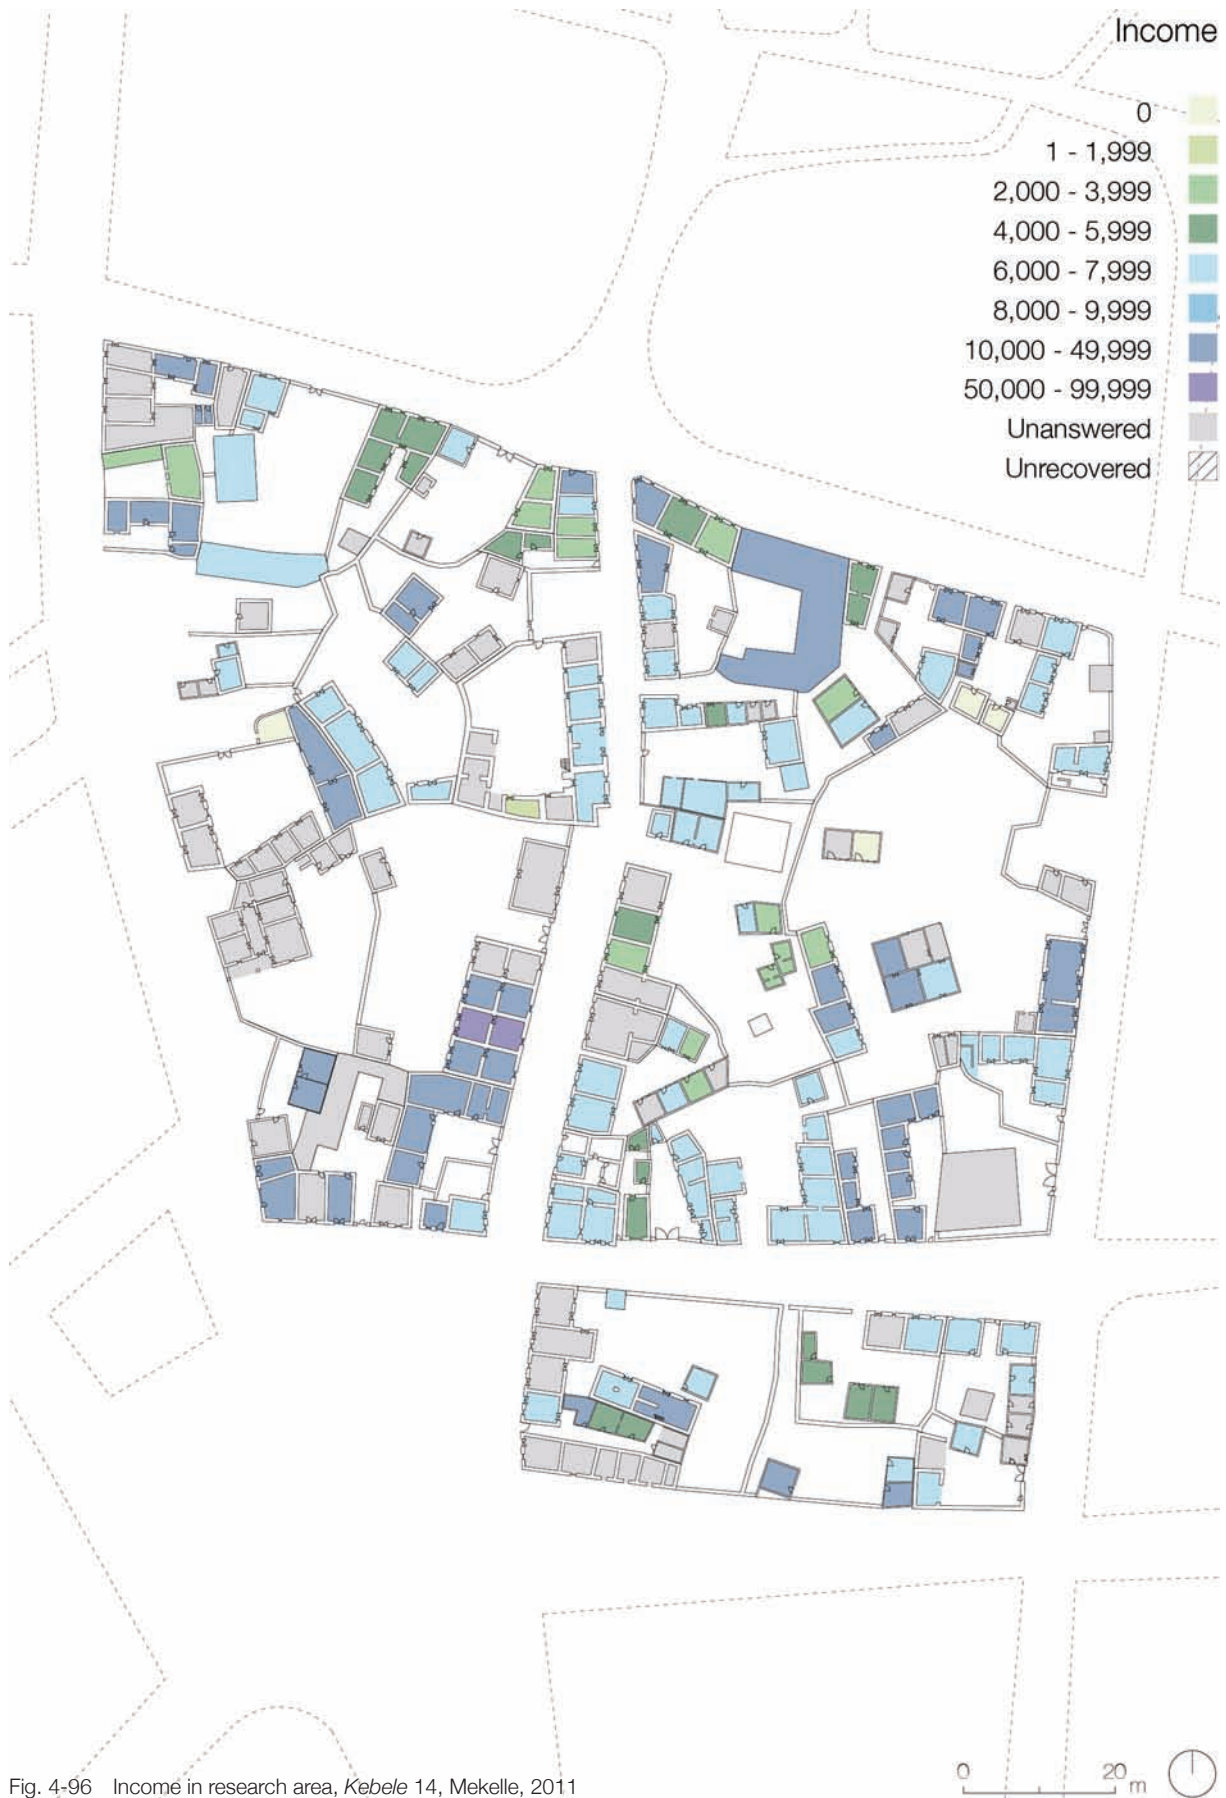 Income
0
1 - 1,999
2,000 - 3,999
4,000 - 5,999
6,000 - 7,999
8,000 - 9,999
10,000 - 49,999
50,000 - 99,999
Unanswered
Unrecovered
0 20 m
Fig. 4-96 Income in research area, Kebele 14, Mekelle, 2011